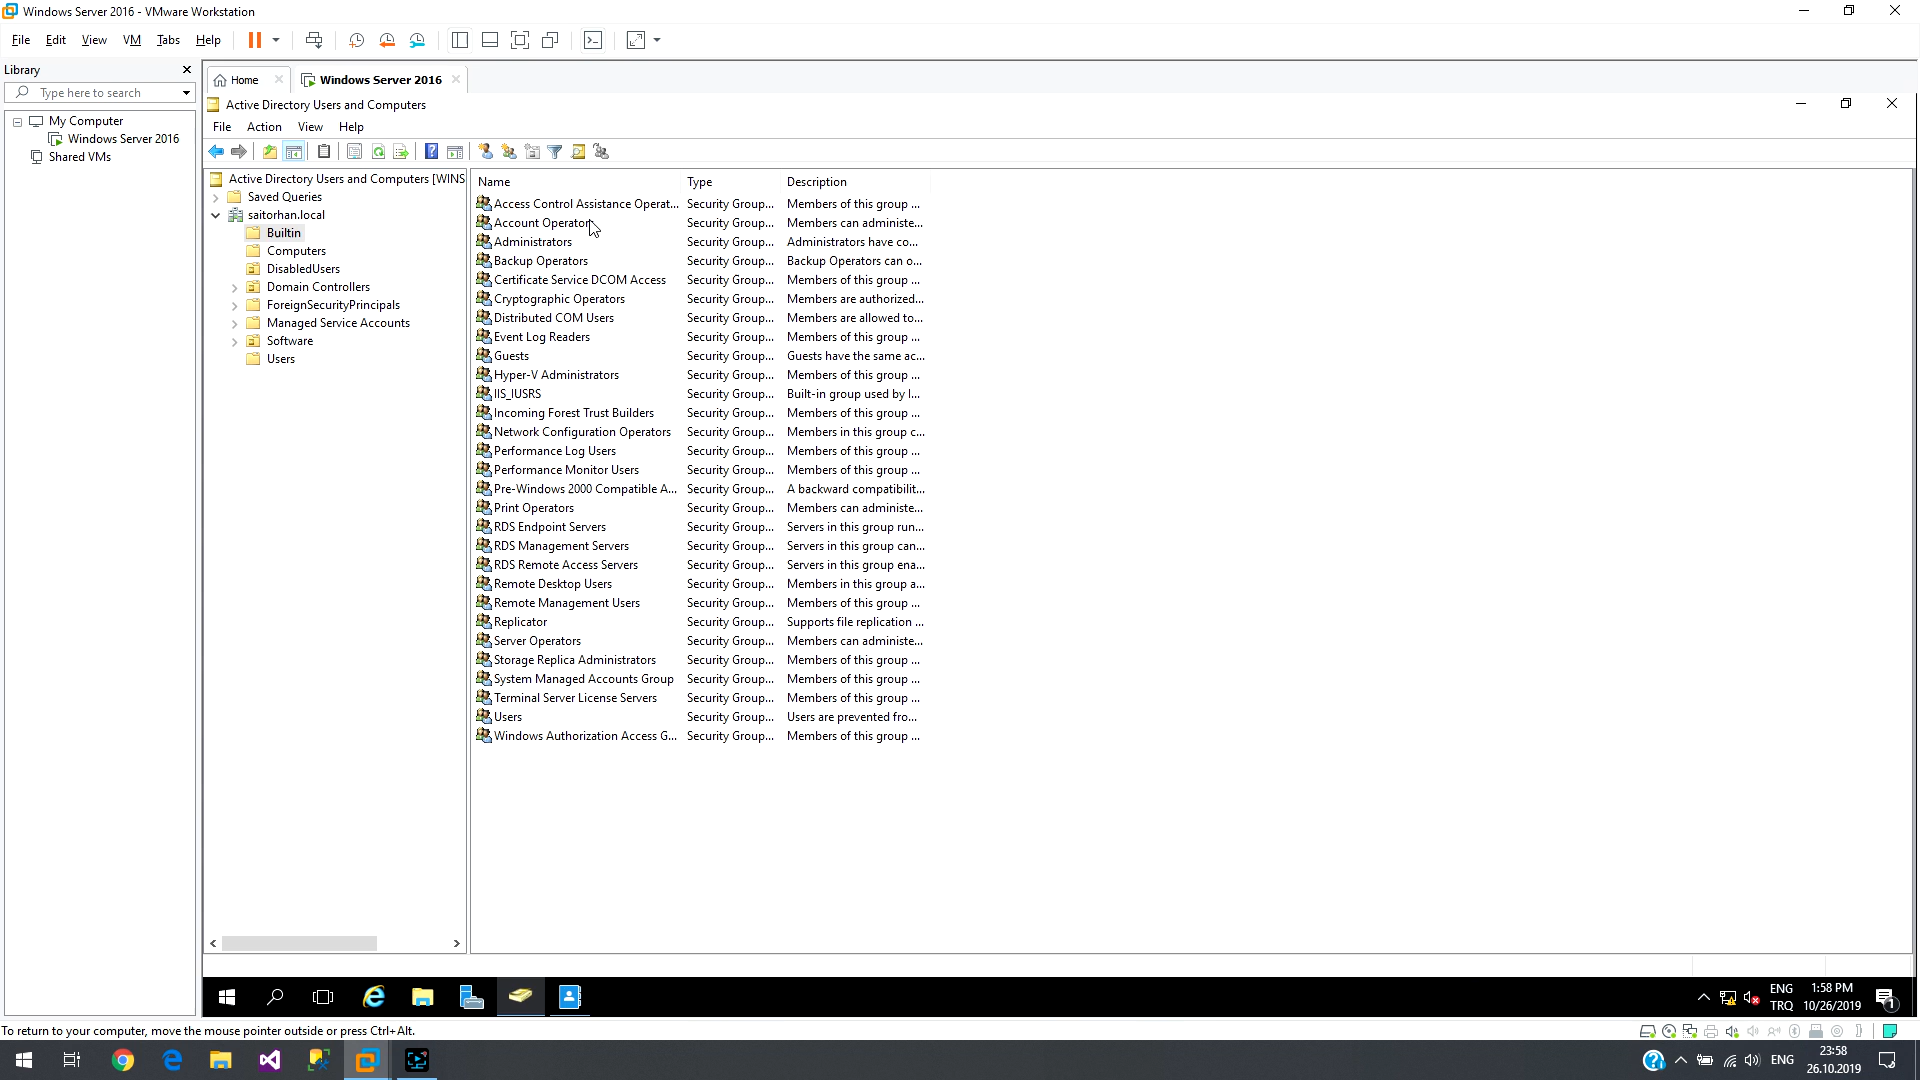 Windows Server 2016 - VMware Workstation
File Edit View VM Tabs Help
Library
Type here to search
My Computer
Windows Server 2016
Shared VMs
Home
Windows Server 2016
Active Directory Users and Computers
File Action View Help
Active Directory Users and Computers [WINS
Saved Queries
saitorhan.local
Builtin
Computers
DisabledUsers
Domain Controllers
ForeignSecurityPrincipals
Managed Service Accounts
Software
Users
Name Type Description
Access Control Assistance Operat... Security Group... Members of this group ...
Account Operators Security Group... Members can administe...
Administrators Security Group... Administrators have co...
Backup Operators Security Group... Backup Operators can o...
Certificate Service DCOM Access Security Group... Members of this group ...
Cryptographic Operators Security Group... Members are authorized...
Distributed COM Users Security Group... Members are allowed to...
Event Log Readers Security Group... Members of this group ...
Guests Security Group... Guests have the same ac...
Hyper-V Administrators Security Group... Members of this group ...
IIS_IUSRS Security Group... Built-in group used by I...
Incoming Forest Trust Builders Security Group... Members of this group ...
Network Configuration Operators Security Group... Members in this group c...
Performance Log Users Security Group... Members of this group ...
Performance Monitor Users Security Group... Members of this group ...
Pre-Windows 2000 Compatible A... Security Group... A backward compatibilit...
Print Operators Security Group... Members can administe...
RDS Endpoint Servers Security Group... Servers in this group run...
RDS Management Servers Security Group... Servers in this group can...
RDS Remote Access Servers Security Group... Servers in this group ena...
Remote Desktop Users Security Group... Members in this group a...
Remote Management Users Security Group... Members of this group ...
Replicator Security Group... Supports file replication ...
Server Operators Security Group... Members can administe...
Storage Replica Administrators Security Group... Members of this group ...
System Managed Accounts Group Security Group... Members of this group ...
Terminal Server License Servers Security Group... Members of this group ...
Users Security Group... Users are prevented fro...
Windows Authorization Access G... Security Group... Members of this group ...
ENG 1:58 PM
TRQ 10/26/2019
1
To return to your computer, move the mouse pointer outside or press Ctrl+Alt.
ENG 23:58
26.10.2019